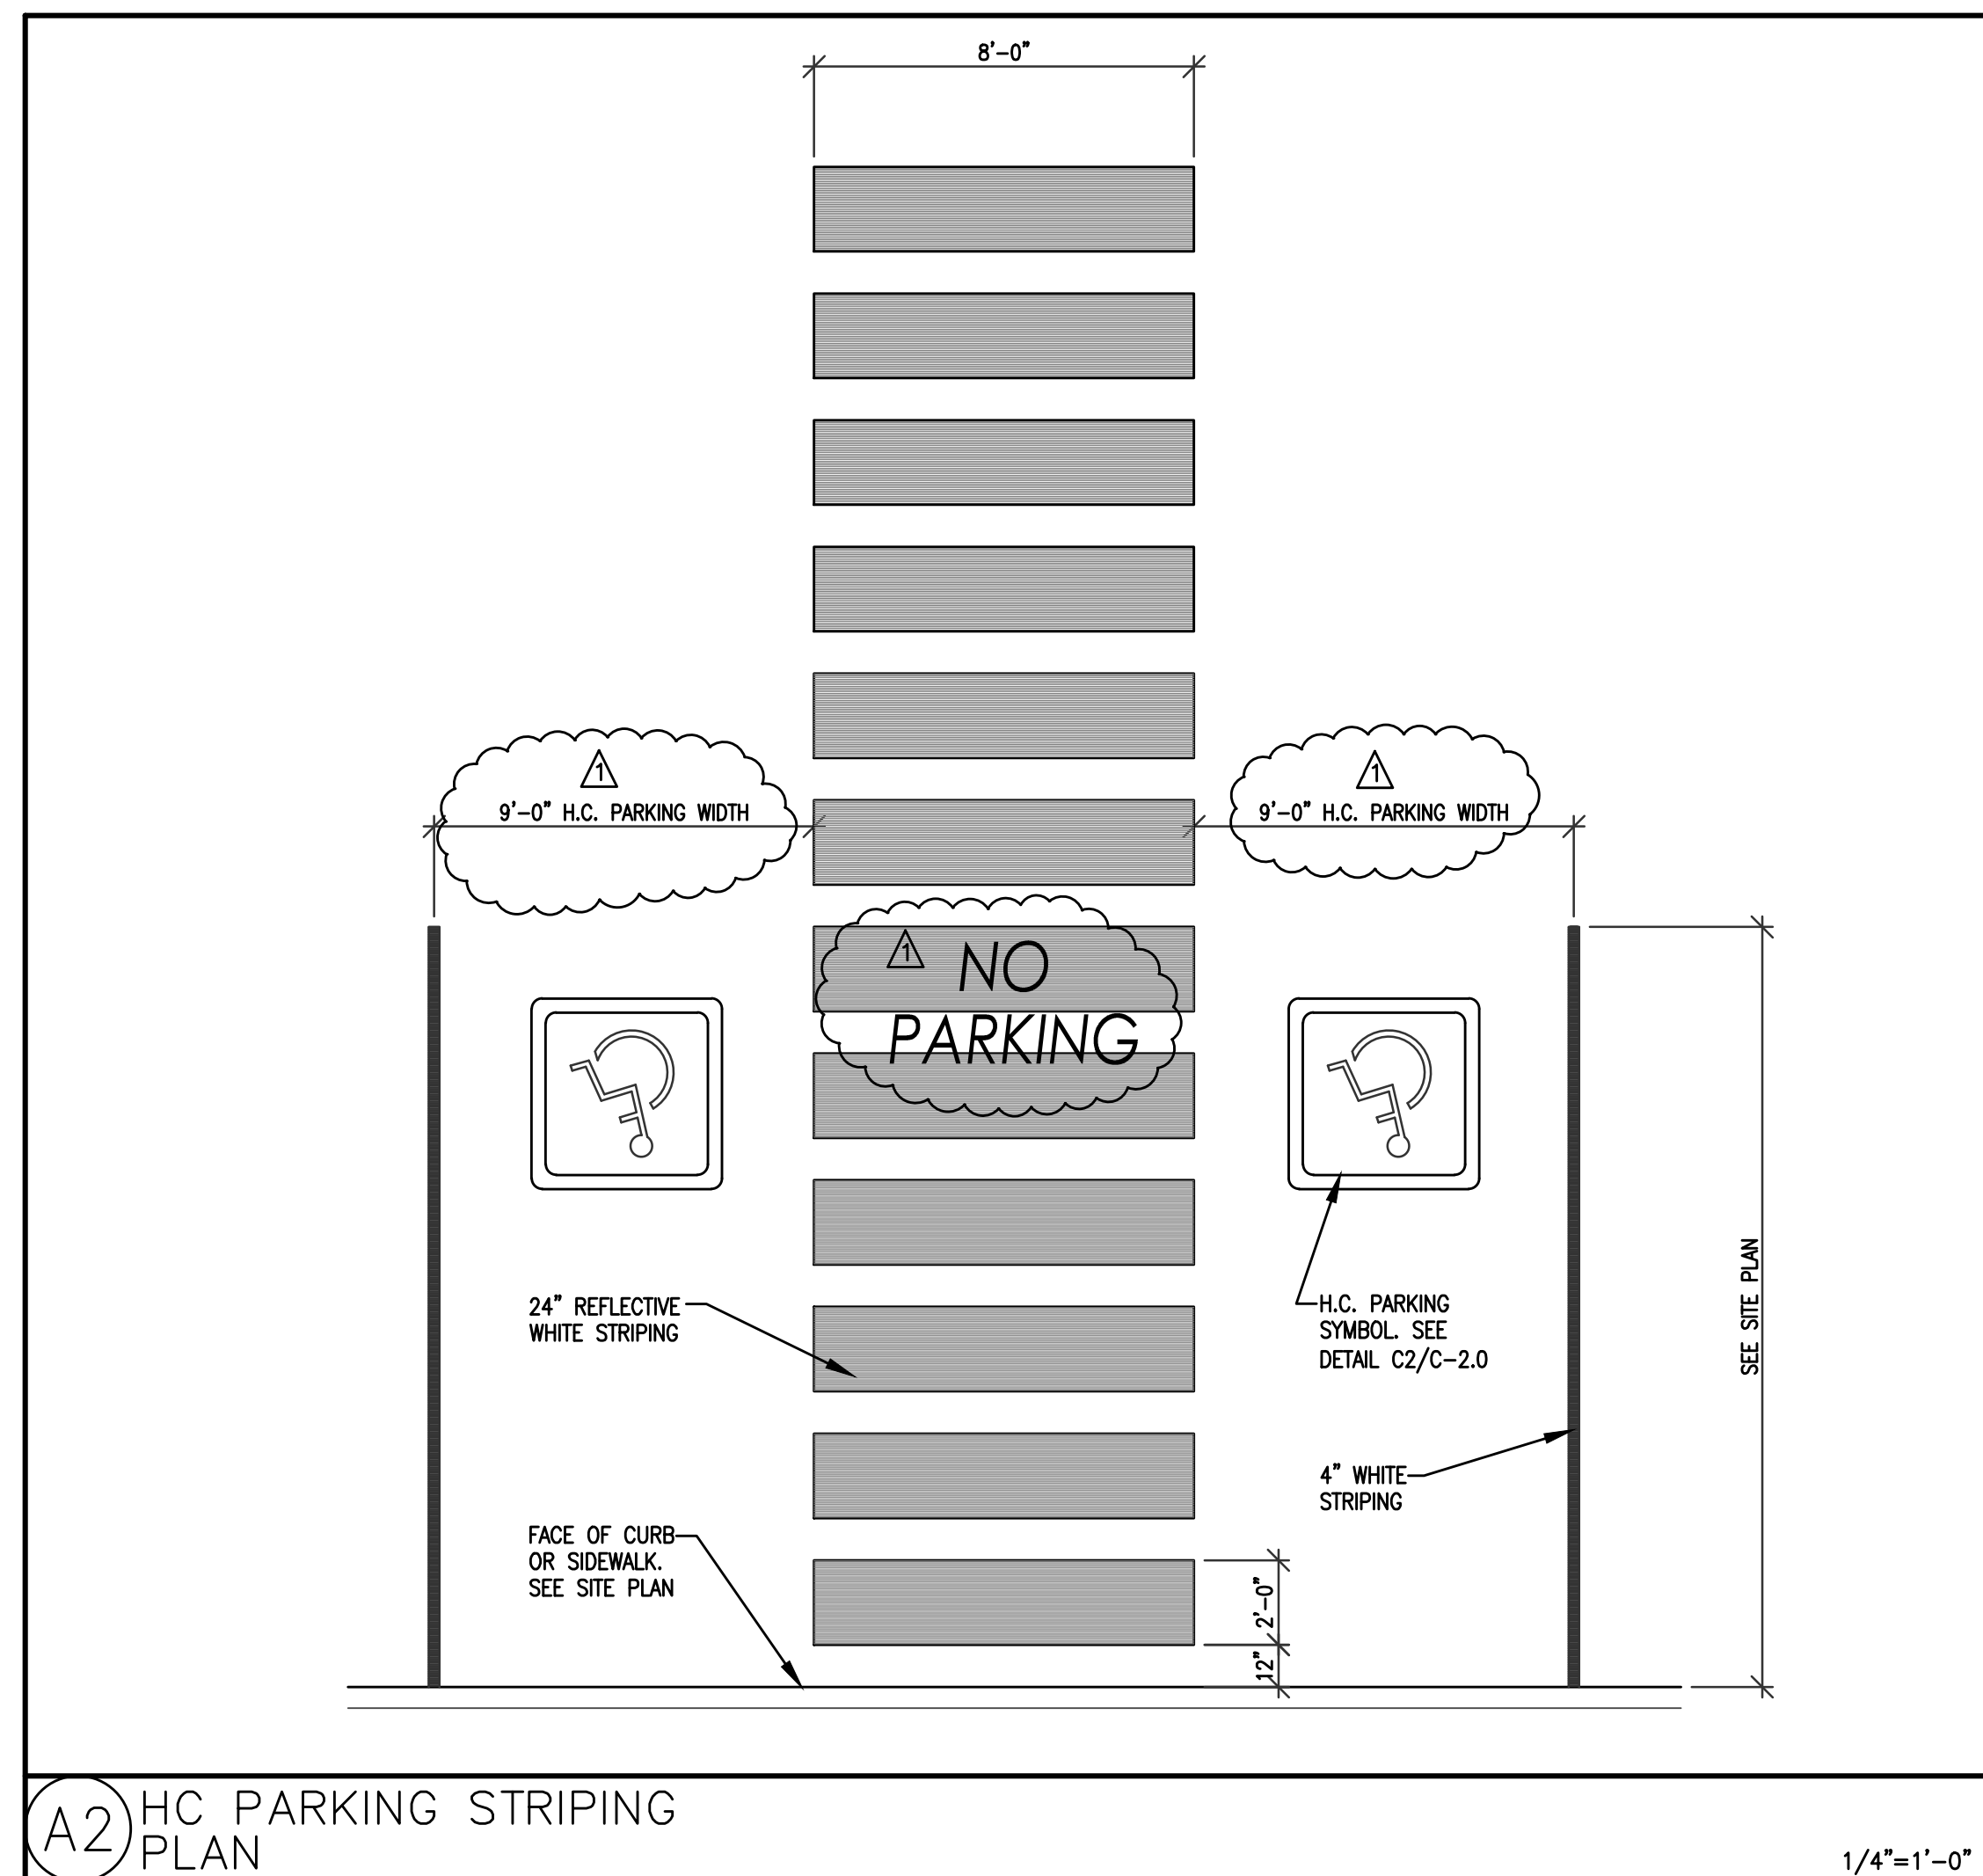 8'-0"
1
9'-0" H.C. PARKING WIDTH
1
9'-0" H.C. PARKING WIDTH
1
NO
PARKING
24" REFLECTIVE
WHITE STRIPING
H.C. PARKING
SYMBOL. SEE
DETAIL C2/C-2.0
SEE SITE PLAN
4" WHITE
STRIPING
FACE OF CURB
OR SIDEWALK.
SEE SITE PLAN
2'-0"
12"
A2
HC PARKING STRIPING
PLAN
1/4"=1'-0"